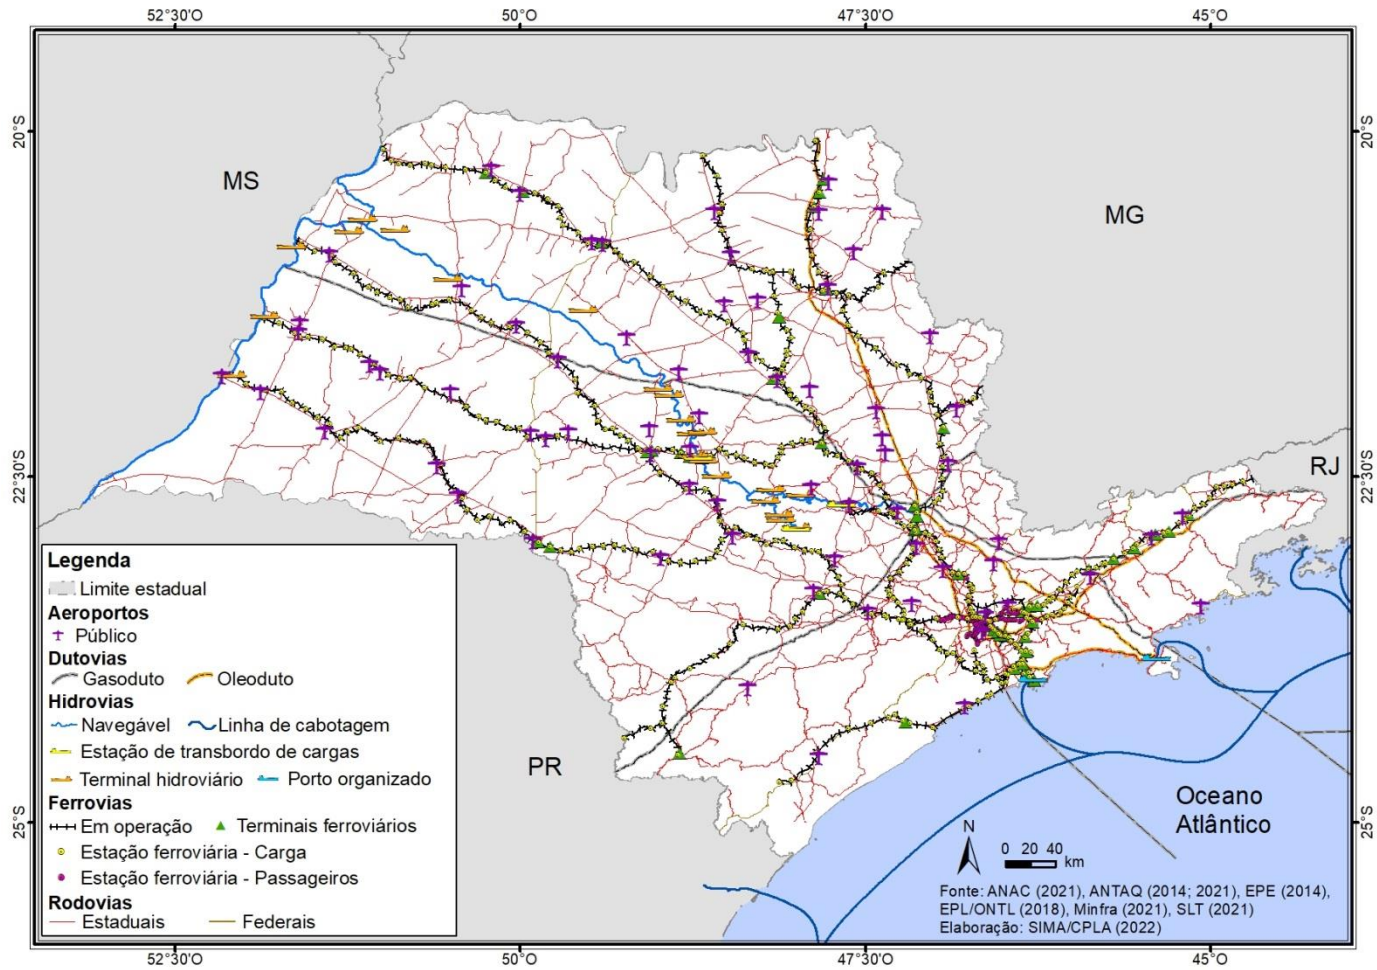 52°30'O 50°O 47°30'O 45°O
20°S 20°S
MS
MG
22°30'S
RJ
22°30'S
PR
Oceano
Atlântico
25°S 25°S
N
0 20 40
km
Fonte: ANAC (2021), ANTAQ (2014; 2021), EPE (2014),
EPL/ONTL (2018), Minfra (2021), SLT (2021)
Elaboração: SIMA/CPLA (2022)
Legenda
Limite estadual
Aeroportos
Público
Dutovias
Gasoduto Oleoduto
Hidrovias
Navegável Linha de cabotagem
Estação de transbordo de cargas
Terminal hidroviário Porto organizado
Ferrovias
Em operação Terminais ferroviários
Estação ferroviária - Carga
Estação ferroviária - Passageiros
Rodovias
Estaduais Federais
52°30'O 50°O 47°30'O 45°O